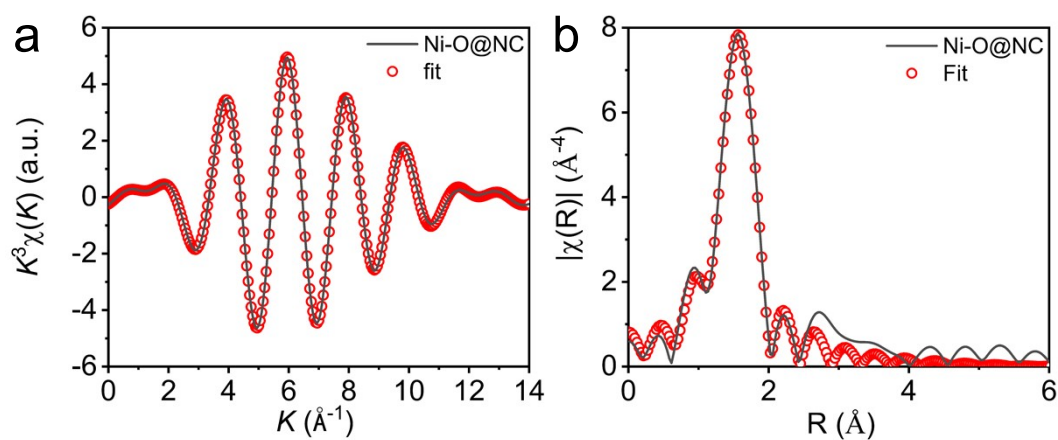 a
Ni-O@NC
fit
K³χ(K) (a.u.)
6
4
2
0
-2
-4
-6
0 2 4 6 8 10 12 14
K (Å⁻¹)
b
Ni-O@NC
Fit
|χ(R)| (Å⁻⁴)
8
6
4
2
0
0 2 4 6
R (Å)